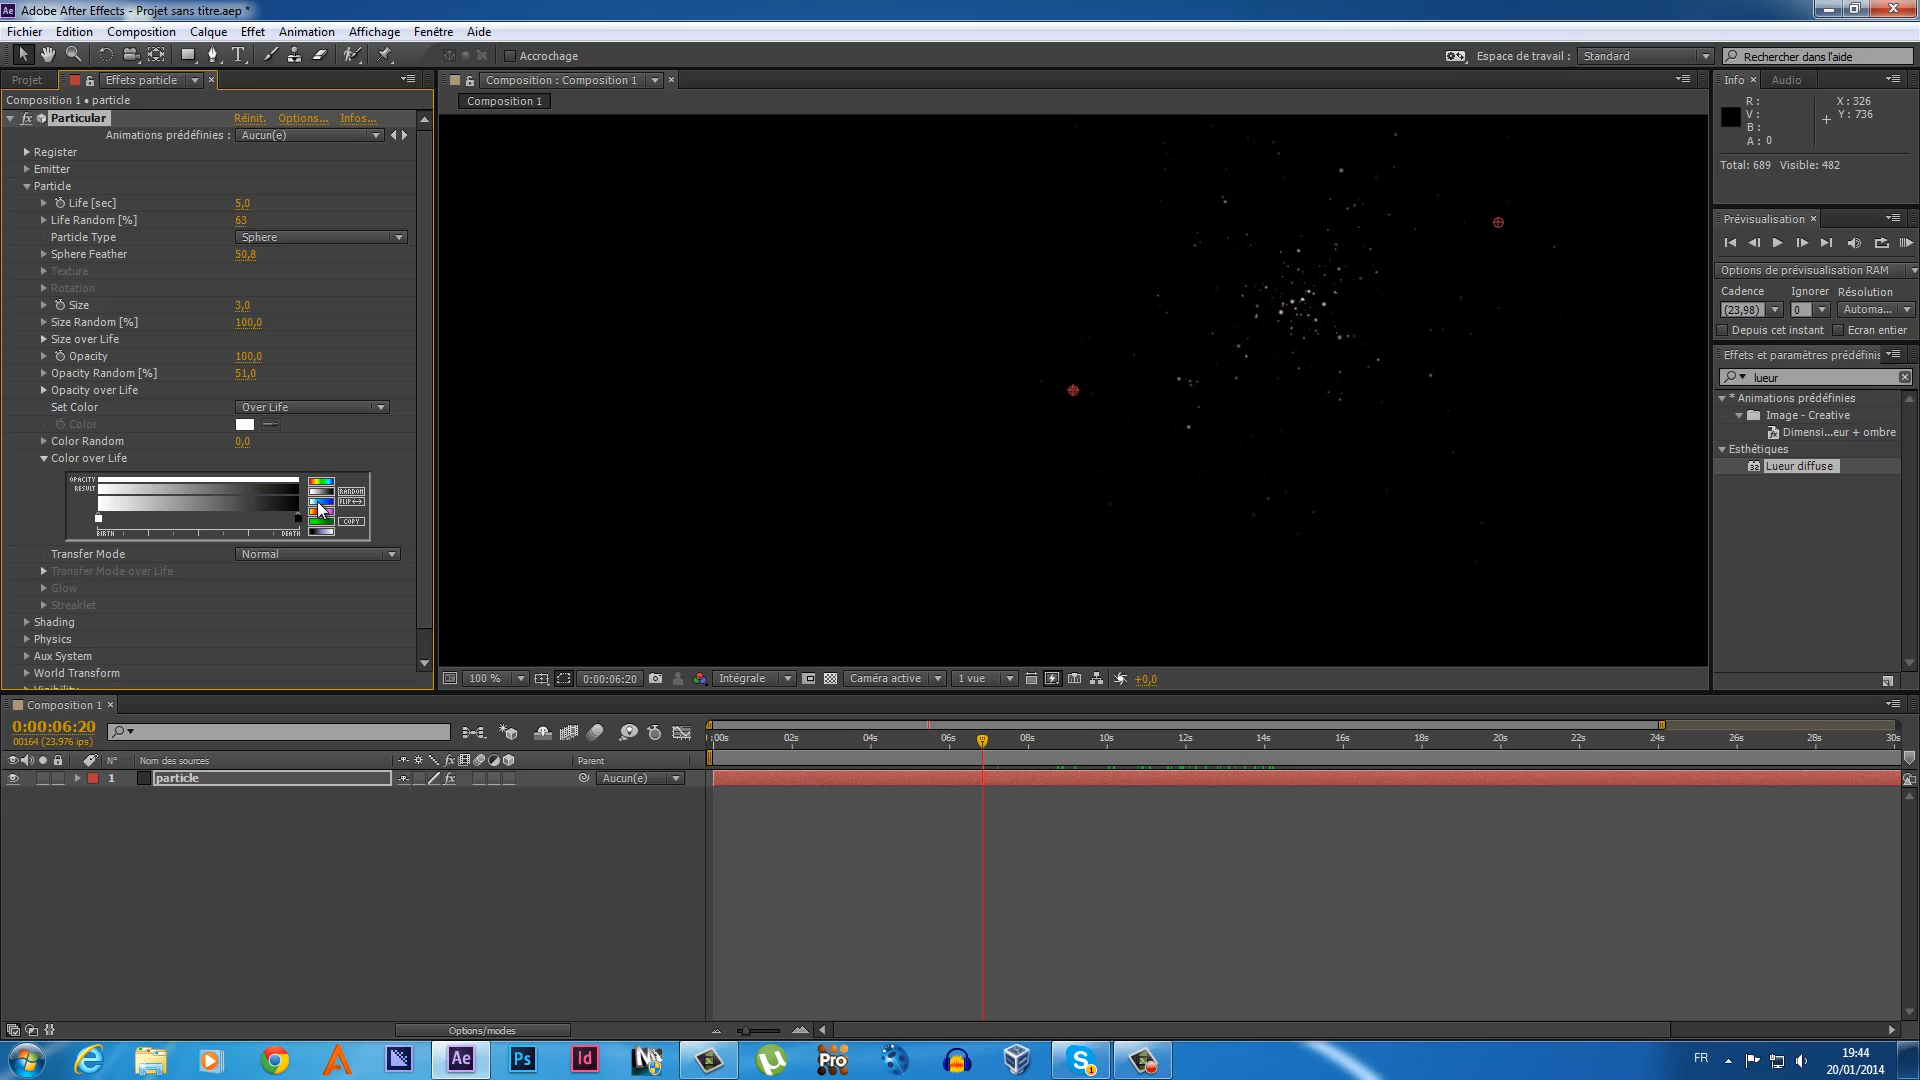 Adobe After Effects - Projet sans titre.aep *
Fichier Edition Composition Calque Effet Animation Affichage Fenêtre Aide
Accrochage
Espace de travail : Standard
Rechercher dans l'aide
Projet
Effets particle
Composition 1 • particle
Particular Réinit. Options... Infos...
Animations prédéfinies : Aucun(e)
Register
Emitter
Particle
Life [sec] 5,0
Life Random [%] 63
Particle Type Sphere
Sphere Feather 50,8
Texture
Rotation
Size 3,0
Size Random [%] 100,0
Size over Life
Opacity 100,0
Opacity Random [%] 51,0
Opacity over Life
Set Color Over Life
Color
Color Random 0,0
Color over Life
OPACITY
RESULT
RANDOM
FLIP<->
COPY
BIRTH : DEATH
Transfer Mode Normal
Transfer Mode over Life
Glow
Streaklet
Shading
Physics
Aux System
World Transform
Visibility
Composition : Composition 1
Composition 1
100 % 0:00:06:20 Intégrale Caméra active 1 vue +0,0
Info Audio
R :
V :
B :
A : 0
X : 326
Y : 736
Total: 689 Visible: 482
Prévisualisation
Options de prévisualisation RAM
Cadence Ignorer Résolution
(23,98) 0 Automa...
Depuis cet instant Ecran entier
Effets et paramètres prédéfinis
lueur
* Animations prédéfinies
Image - Creative
Dimensi...eur + ombre
Esthétiques
Lueur diffuse
Composition 1
0:00:06:20
00164 (23.976 ips)
N° Nom des sources Parent
1 particle Aucun(e)
:00s 02s 04s 08s 10s 12s 14s 16s 18s 20s 22s 24s 26s 28s 30s
Options/modes
Ae Ps Id Pro
FR
19:44
20/01/2014